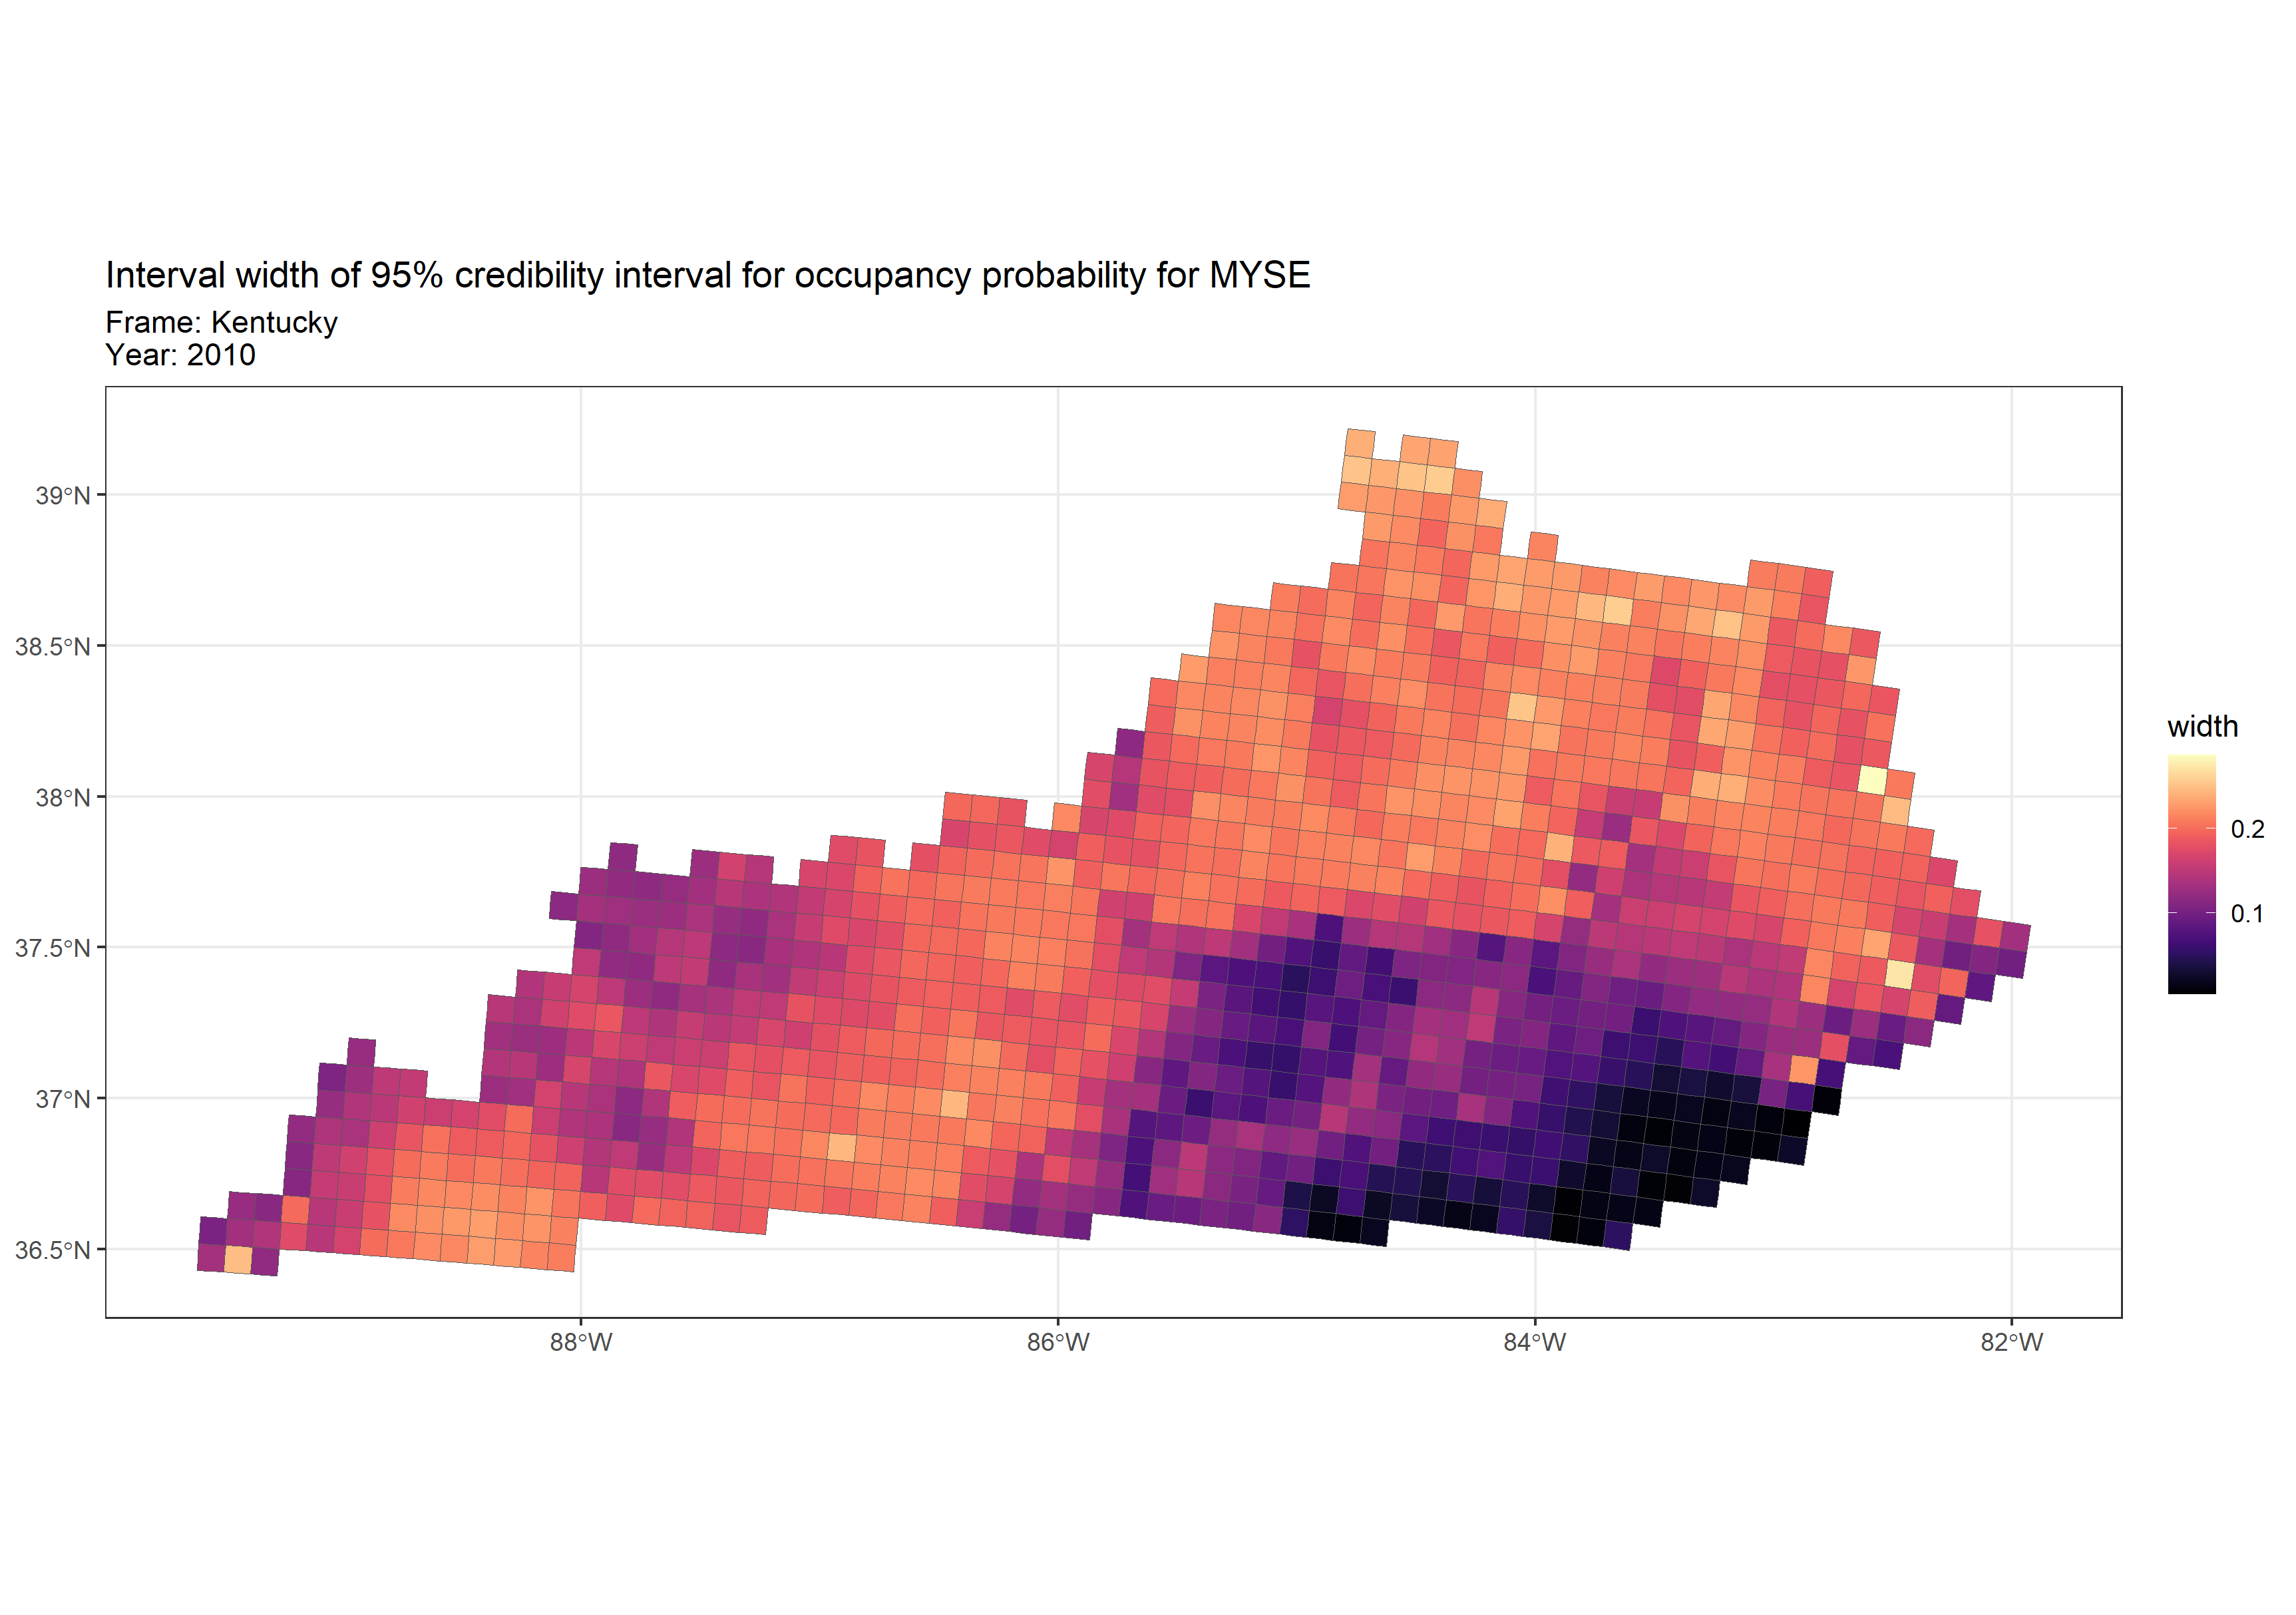 Interval width of 95% credibility interval for occupancy probability for MYSE
Frame: Kentucky
Year: 2010
39°N
38.5°N
38°N
37.5°N
37°N
36.5°N
88°W
86°W
84°W
82°W
width
0.2
0.1